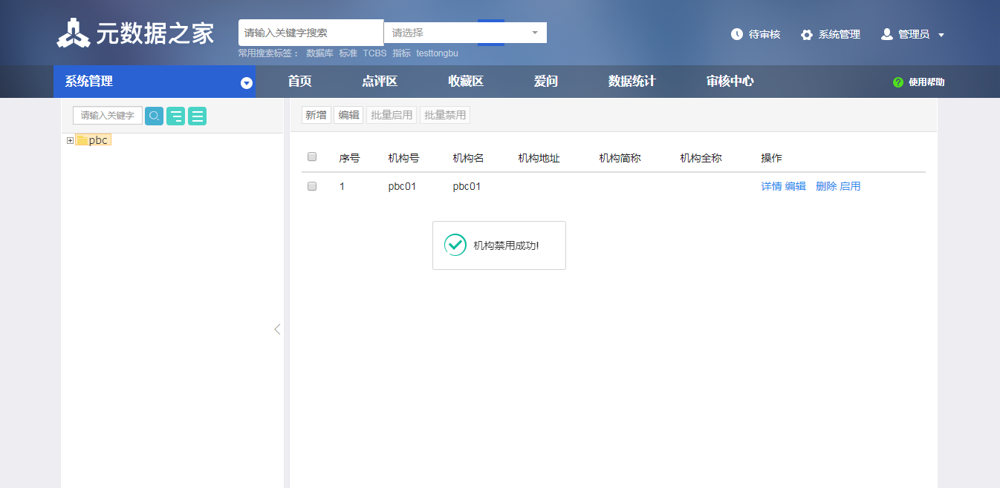 元数据之家
请输入关键字搜索
请选择
常用搜索标签： 数据库 标准 TCBS 指标 testtongbu
待审核 系统管理 管理员
系统管理 首页 点评区 收藏区 爱问 数据统计 审核中心 ? 使用帮助
请输入关键字
pbc
新增 编辑 批量启用 批量禁用
序号 机构号 机构名 机构地址 机构简称 机构全称 操作
1 pbc01 pbc01 详情 编辑 删除 启用
机构禁用成功!